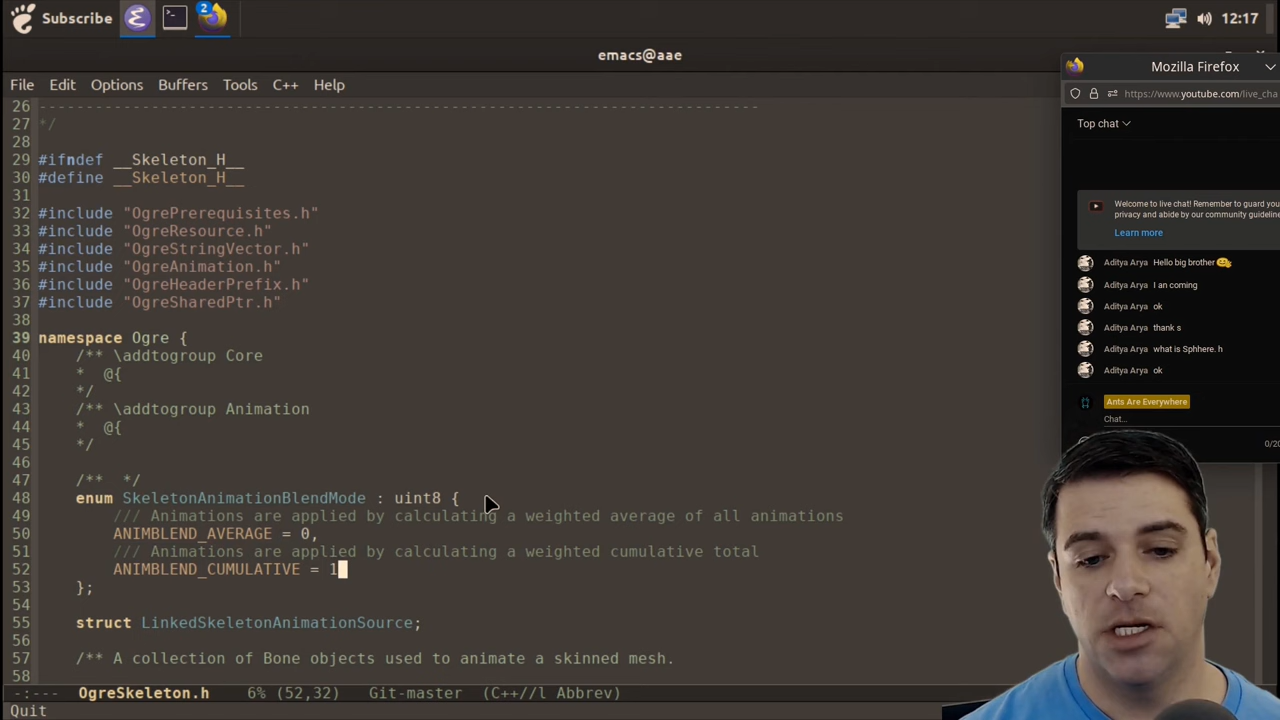 Subscribe
2
12:17
emacs@aae
File Edit Options Buffers Tools C++ Help
26 --------------------------------------------------------------------------
27 */
28
29 #ifndef __Skeleton_H__
30 #define __Skeleton_H__
31
32 #include "OgrePrerequisites.h"
33 #include "OgreResource.h"
34 #include "OgreStringVector.h"
35 #include "OgreAnimation.h"
36 #include "OgreHeaderPrefix.h"
37 #include "OgreSharedPtr.h"
38
39 namespace Ogre {
40 /** \addtogroup Core
41 * @{
42 */
43 /** \addtogroup Animation
44 * @{
45 */
46
47 /** */
48 enum SkeletonAnimationBlendMode : uint8 {
49 /// Animations are applied by calculating a weighted average of all animations
50 ANIMBLEND_AVERAGE = 0,
51 /// Animations are applied by calculating a weighted cumulative total
52 ANIMBLEND_CUMULATIVE = 1
53 };
54
55 struct LinkedSkeletonAnimationSource;
56
57 /** A collection of Bone objects used to animate a skinned mesh.
58
-:--- OgreSkeleton.h 6% (52,32) Git-master (C++//l Abbrev)
Quit
Mozilla Firefox
https://www.youtube.com/live_cha
Top chat
Welcome to live chat! Remember to guard you
privacy and abide by our community guideline
Learn more
Aditya Arya Hello big brother
Aditya Arya I an coming
Aditya Arya ok
Aditya Arya thank s
Aditya Arya what is Sphhere. h
Aditya Arya ok
Ants Are Everywhere
Chat...
0/20